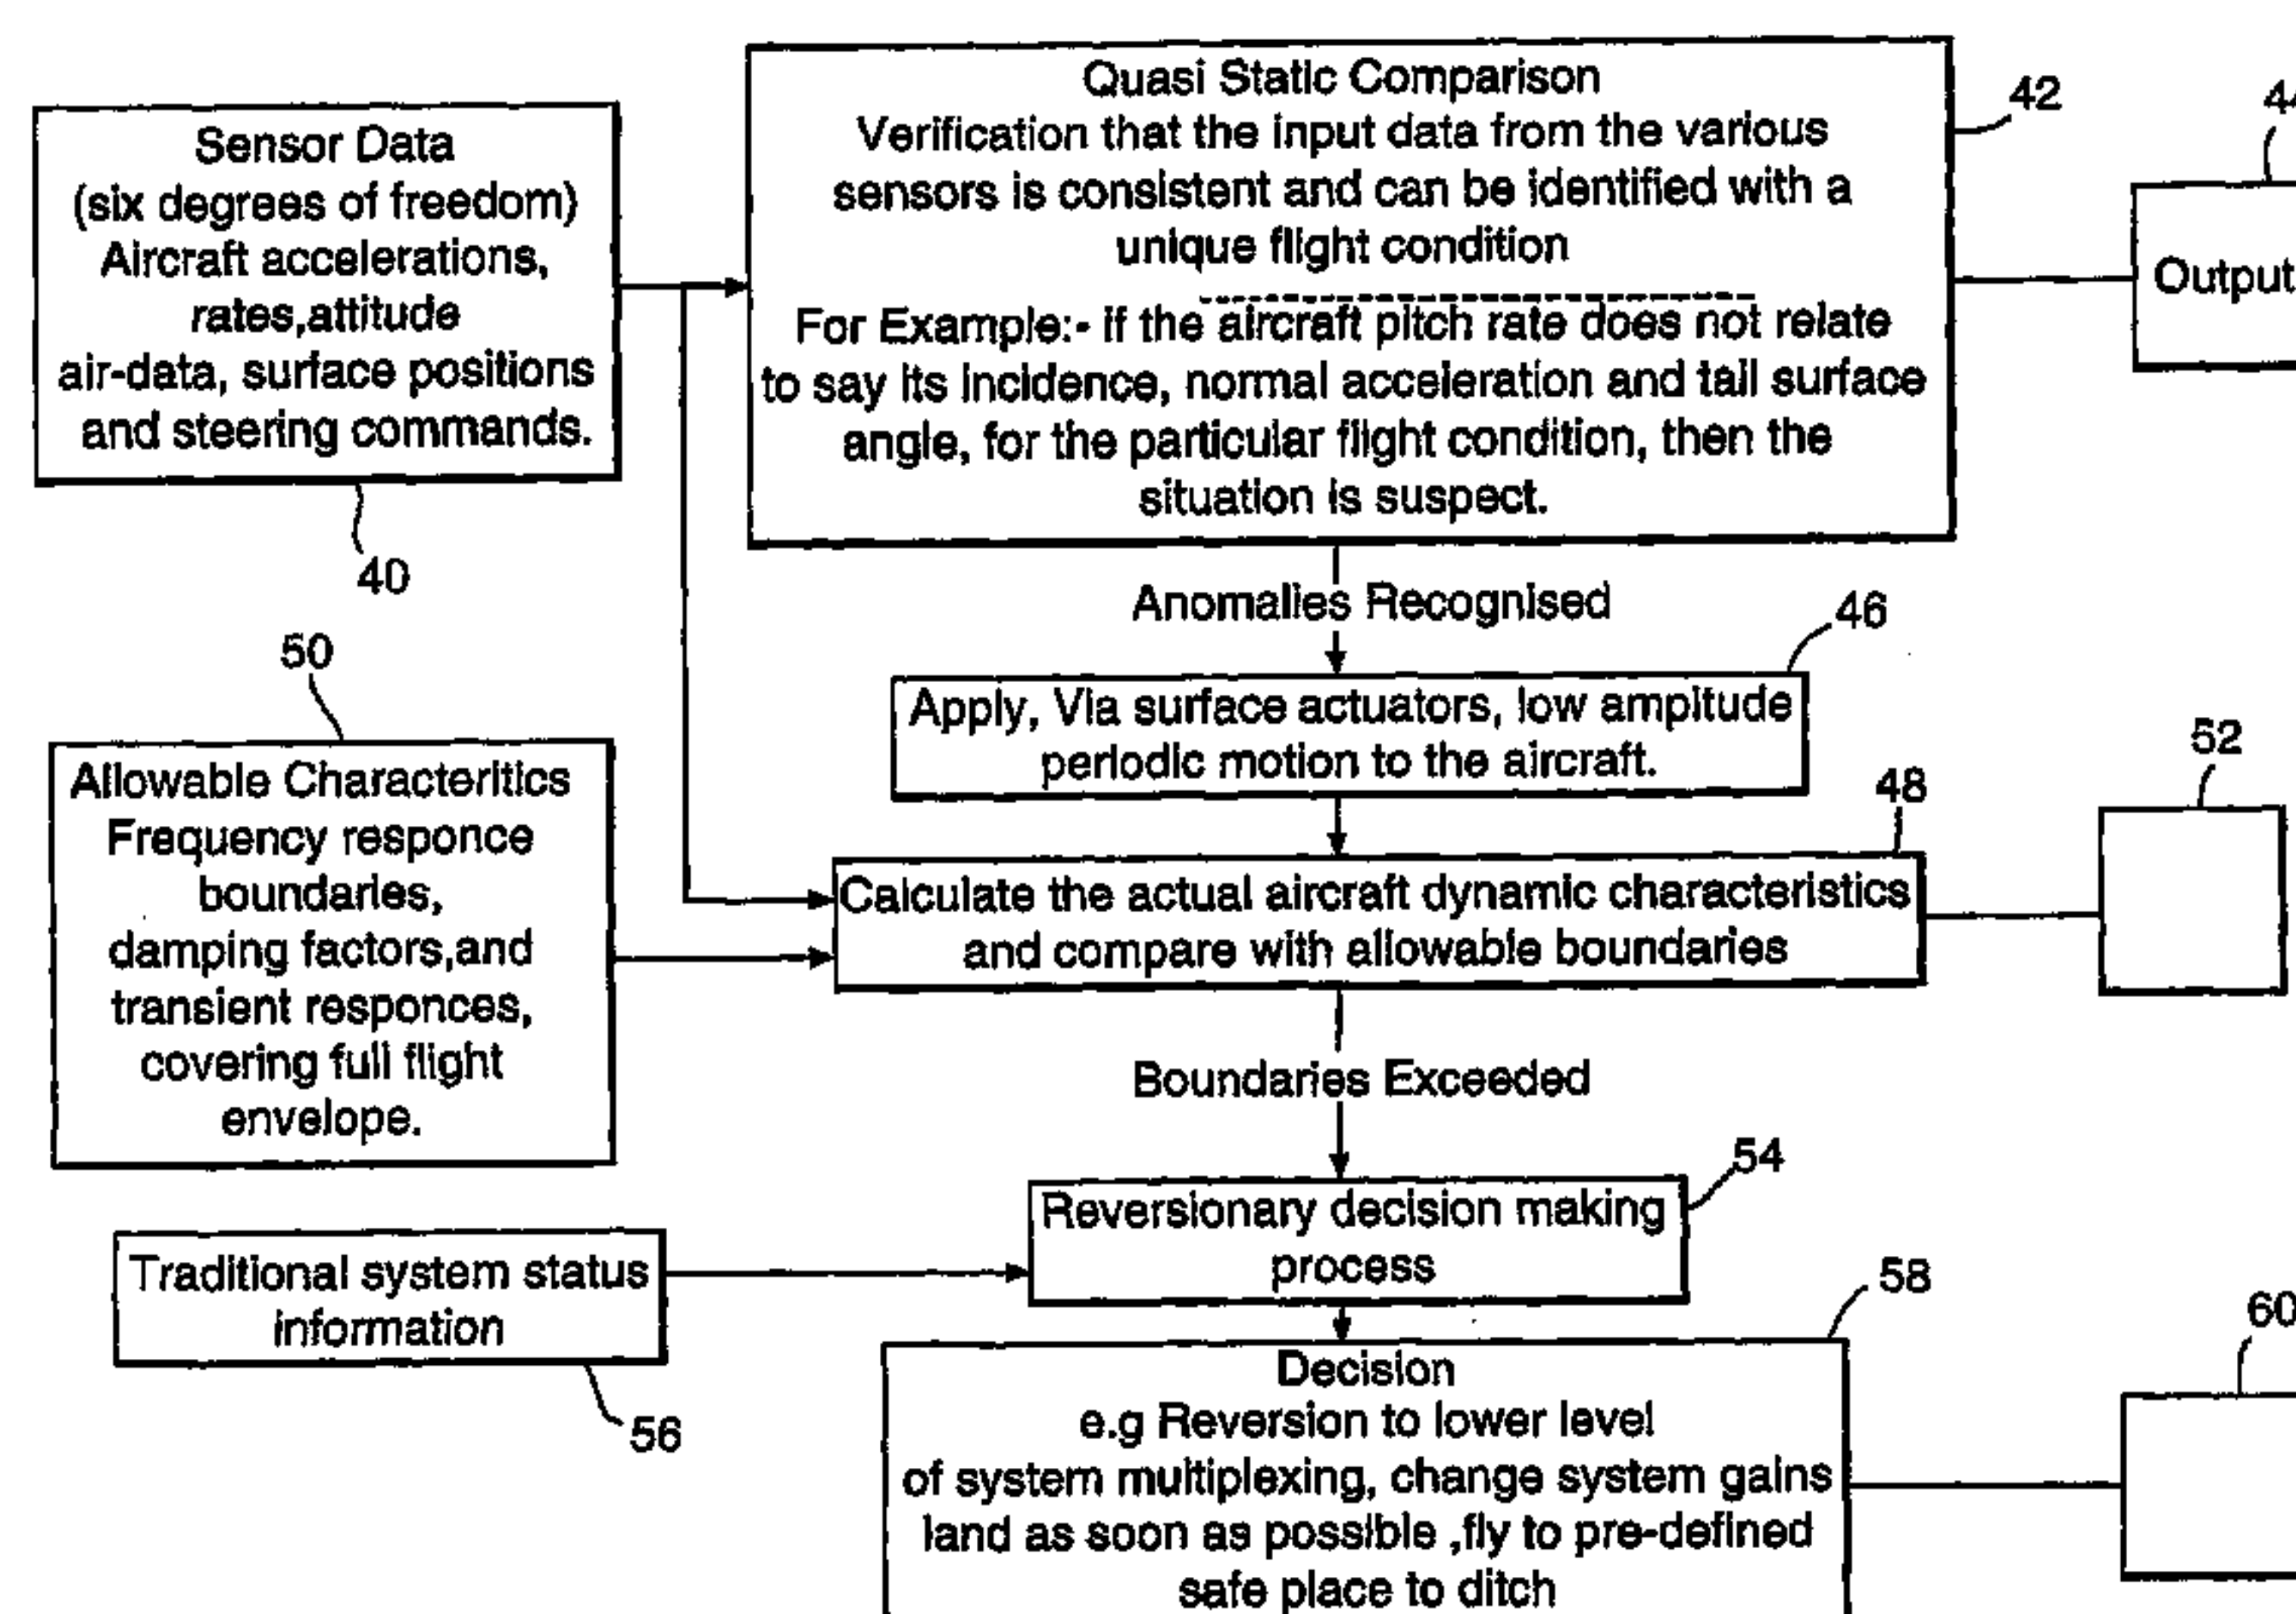 Sensor Data
(six degrees of freedom)
Aircraft accelerations,
rates,attitude
air-data, surface positions
and steering commands.
40
Quasi Static Comparison
Verification that the input data from the various
sensors is consistent and can be identified with a
unique flight condition
For Example:- if the aircraft pitch rate does not relate
to say its incidence, normal acceleration and tail surface
angle, for the particular flight condition, then the
situation is suspect.
42
44
Output
Anomalies Recognised
46
Apply, Via surface actuators, low amplitude
periodic motion to the aircraft.
50
Allowable Characteritics
Frequency responce
boundaries,
damping factors,and
transient responces,
covering full flight
envelope.
48
Calculate the actual aircraft dynamic characteristics
and compare with allowable boundaries
52
Boundaries Exceeded
54
Reversionary decision making
process
Traditional system status
information
56
58
Decision
e.g Reversion to lower level
of system multiplexing, change system gains
land as soon as possible ,fly to pre-defined
safe place to ditch
60